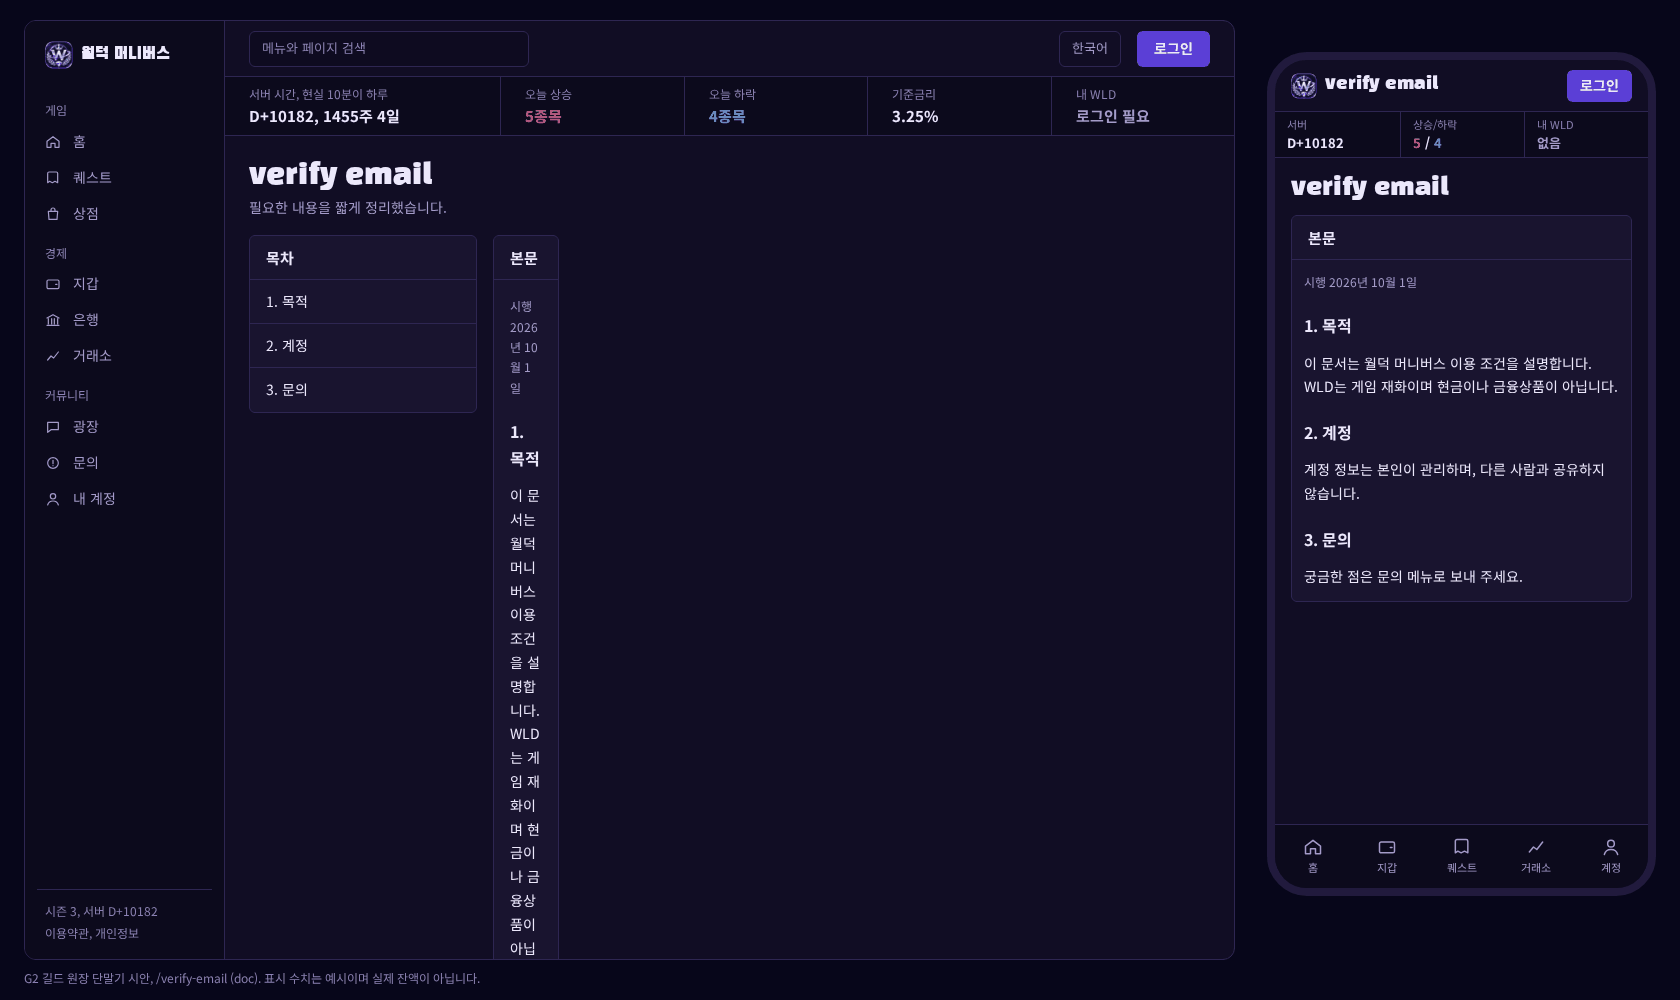 월덕 머니버스
게임
홈
퀘스트
상점
경제
지갑
은행
거래소
커뮤니티
광장
문의
내 계정
시즌 3, 서버 D+10182
이용약관, 개인정보
메뉴와 페이지 검색
한국어
로그인
서버 시간, 현실 10분이 하루
D+10182, 1455주 4일
오늘 상승
5종목
오늘 하락
4종목
기준금리
3.25%
내 WLD
로그인 필요
verify email
필요한 내용을 짧게 정리했습니다.
목차
1. 목적
2. 계정
3. 문의
본문
시행
2026
년 10
월 1
일
1.
목적
이 문
서는
월덕
머니
버스
이용
조건
을 설
명합
니다.
WLD
는 게
임 재
화이
며 현
금이
나 금
융상
품이
아닙
verify email
로그인
서버
D+10182
상승/하락
5 / 4
내 WLD
없음
verify email
본문
시행 2026년 10월 1일
1. 목적
이 문서는 월덕 머니버스 이용 조건을 설명합니다.
WLD는 게임 재화이며 현금이나 금융상품이 아닙니다.
2. 계정
계정 정보는 본인이 관리하며, 다른 사람과 공유하지
않습니다.
3. 문의
궁금한 점은 문의 메뉴로 보내 주세요.
홈
지갑
퀘스트
거래소
계정
G2 길드 원장 단말기 시안, /verify-email (doc). 표시 수치는 예시이며 실제 잔액이 아닙니다.